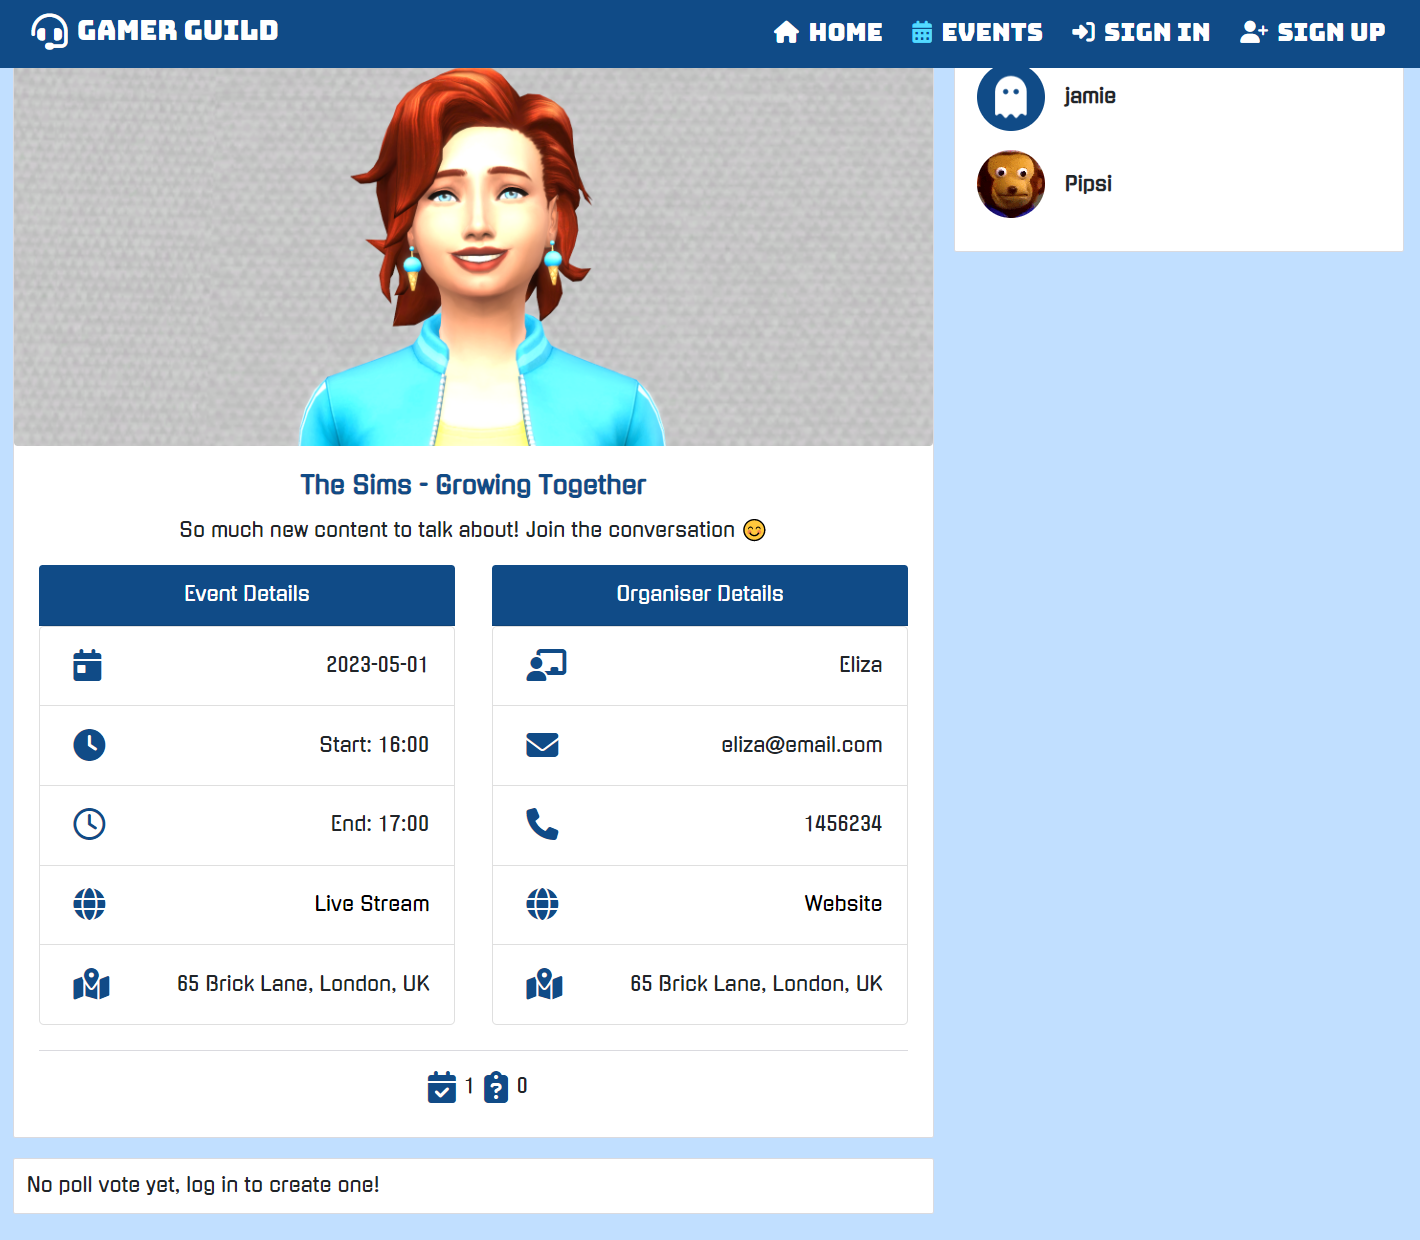 GAMER GUILD
HOME
EVENTS
SIGN IN
SIGN UP
jamie
Pipsi
The Sims - Growing Together
So much new content to talk about! Join the conversation 😊
Event Details
2023-05-01
Start: 16:00
End: 17:00
Live Stream
65 Brick Lane, London, UK
Organiser Details
Eliza
eliza@email.com
1456234
Website
65 Brick Lane, London, UK
1 0
No poll vote yet, log in to create one!